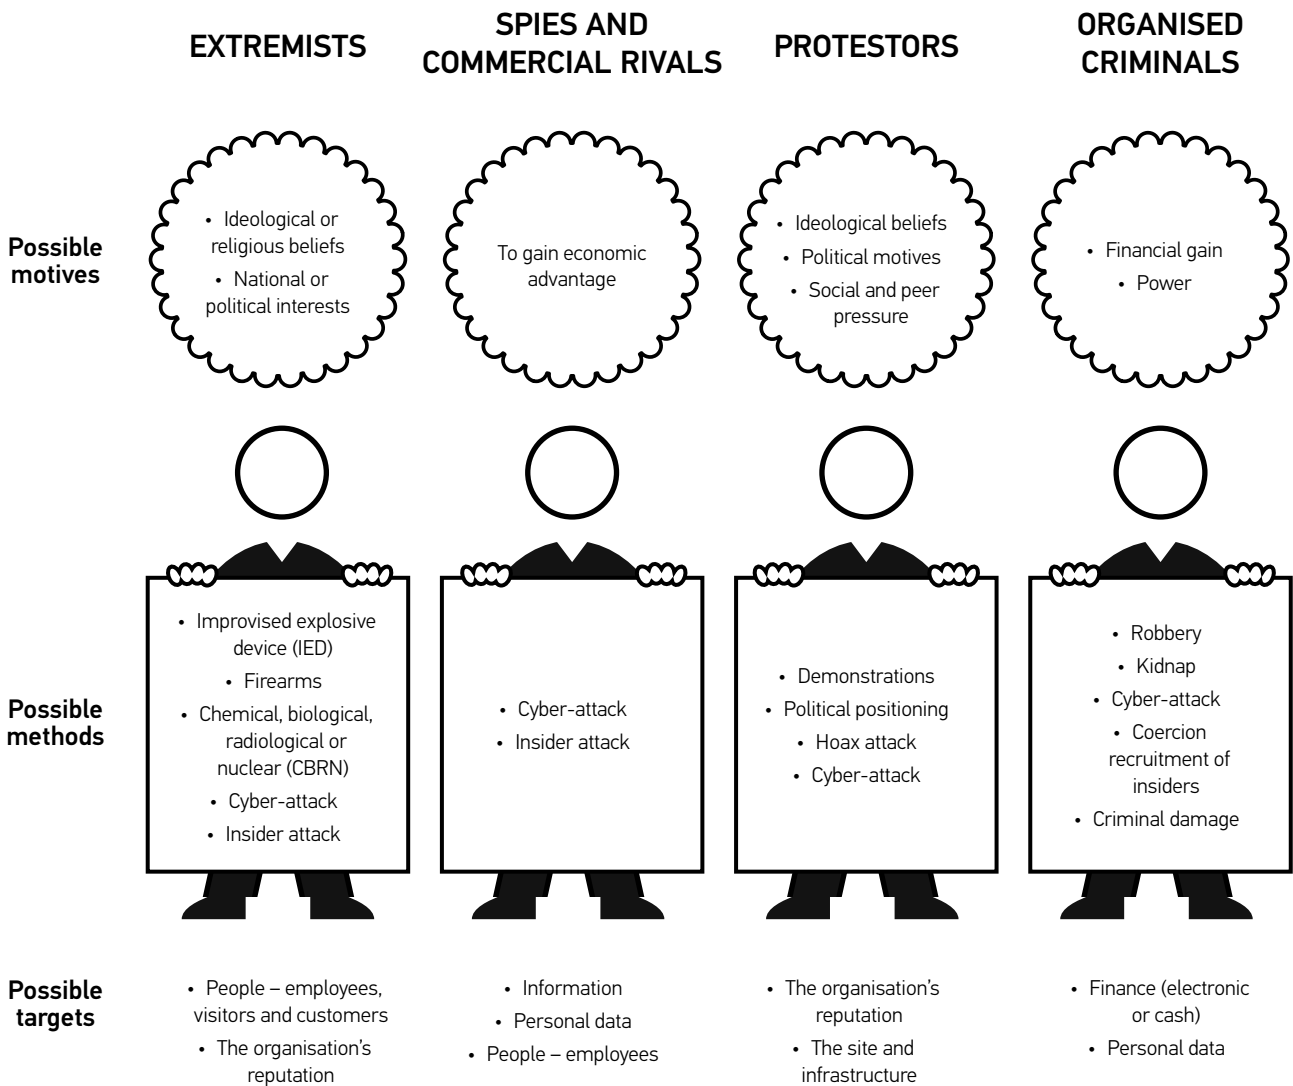 EXTREMISTS
SPIES AND
COMMERCIAL RIVALS
PROTESTORS
ORGANISED
CRIMINALS
Possible
motives
• Ideological or
religious beliefs
• National or
political interests
To gain economic
advantage
• Ideological beliefs
• Political motives
• Social and peer
pressure
• Financial gain
• Power
Possible
methods
• Improvised explosive
device (IED)
• Firearms
• Chemical, biological,
radiological or
nuclear (CBRN)
• Cyber-attack
• Insider attack
• Cyber-attack
• Insider attack
• Demonstrations
• Political positioning
• Hoax attack
• Cyber-attack
• Robbery
• Kidnap
• Cyber-attack
• Coercion
recruitment of
insiders
• Criminal damage
Possible
targets
• People – employees,
visitors and customers
• The organisation's
reputation
• Information
• Personal data
• People – employees
• The organisation's
reputation
• The site and
infrastructure
• Finance (electronic
or cash)
• Personal data